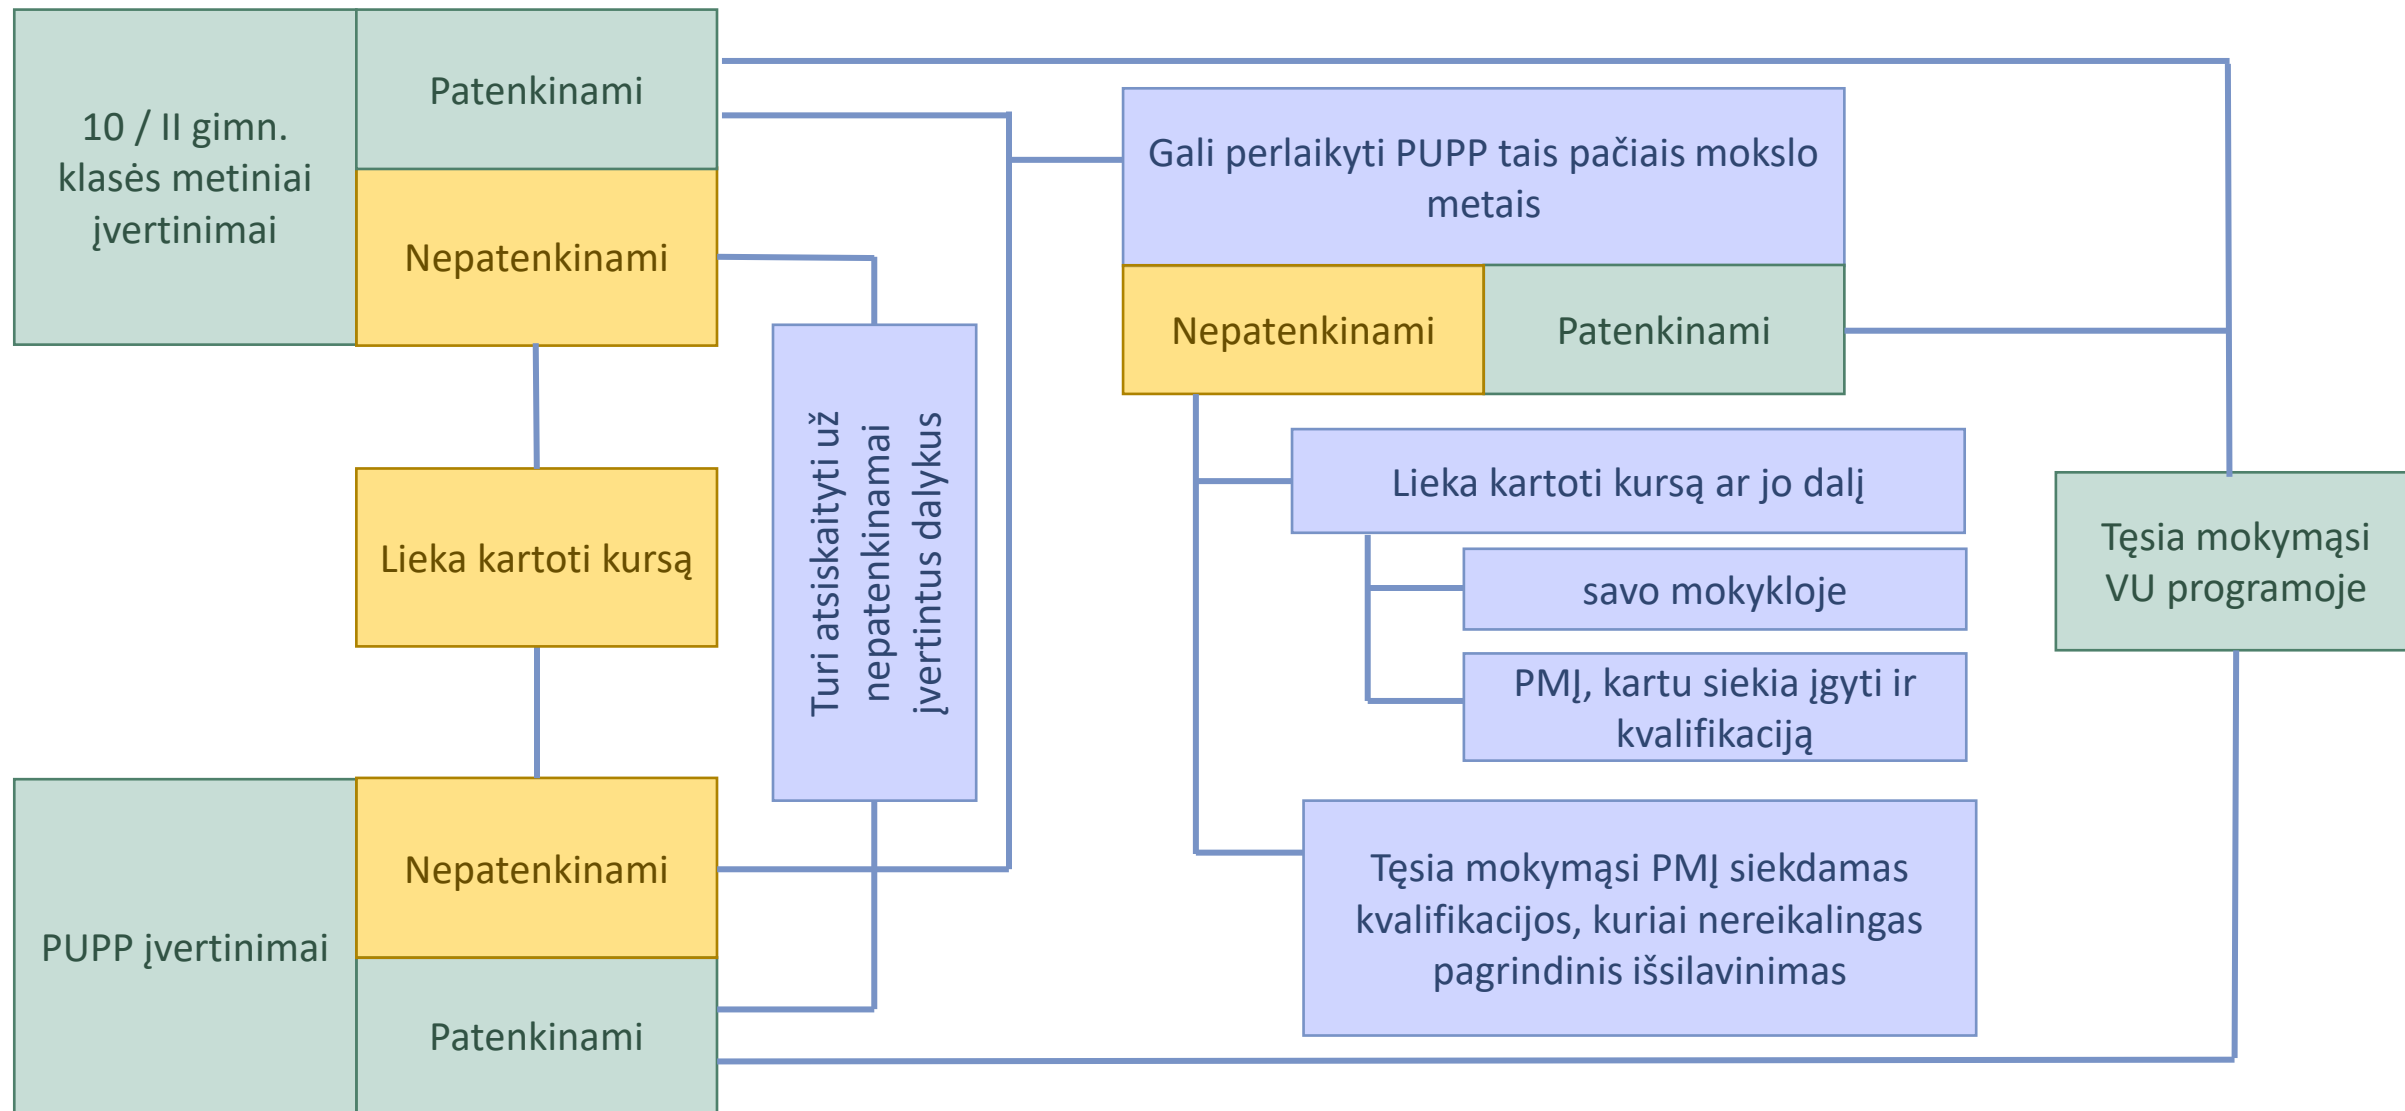 10 / II gimn.
klasės metiniai
įvertinimai
Patenkinami
Nepatenkinami
Lieka kartoti kursą
PUPP įvertinimai
Nepatenkinami
Patenkinami
Turi atsiskaityti už
nepatenkinamai
įvertintus dalykus
Gali perlaikyti PUPP tais pačiais mokslo
metais
Nepatenkinami
Patenkinami
Lieka kartoti kursą ar jo dalį
savo mokykloje
PMĮ, kartu siekia įgyti ir
kvalifikaciją
Tęsia mokymąsi PMĮ siekdamas
kvalifikacijos, kuriai nereikalingas
pagrindinis išsilavinimas
Tęsia mokymąsi
VU programoje